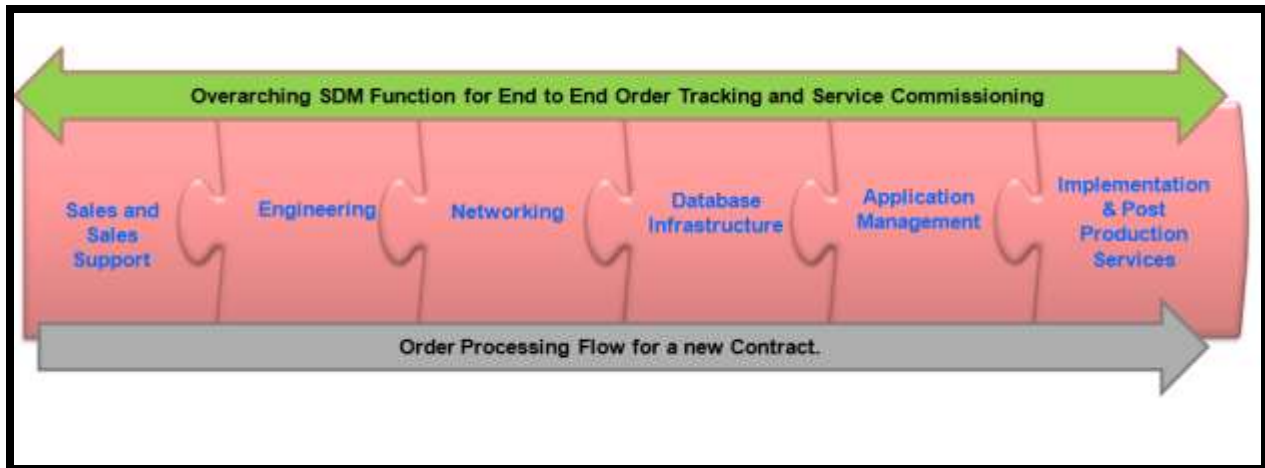 Overarching SDM Function for End to End Order Tracking and Service Commissioning
Sales and
Sales
Support
Engineering
Networking
Database
Infrastructure
Application
Management
Implementation
& Post
Production
Services
Order Processing Flow for a new Contract.